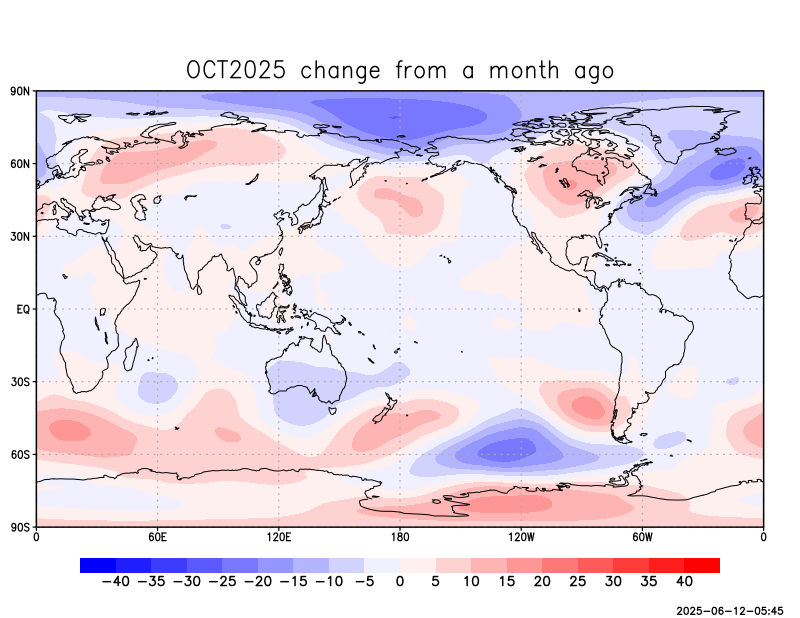 OCT2025 change from a month ago
90N
60N
30N
EQ
30S
60S
90S
0 60E 120E 180 120W 60W 0
−40 −35 −30 −25 −20 −15 −10 −5 0 5 10 15 20 25 30 35 40
2025-06-12-05:45